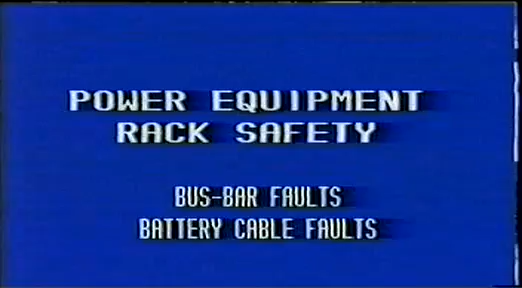 POWER EQUIPMENT
RACK SAFETY
BUS-BAR FAULTS
BATTERY CABLE FAULTS